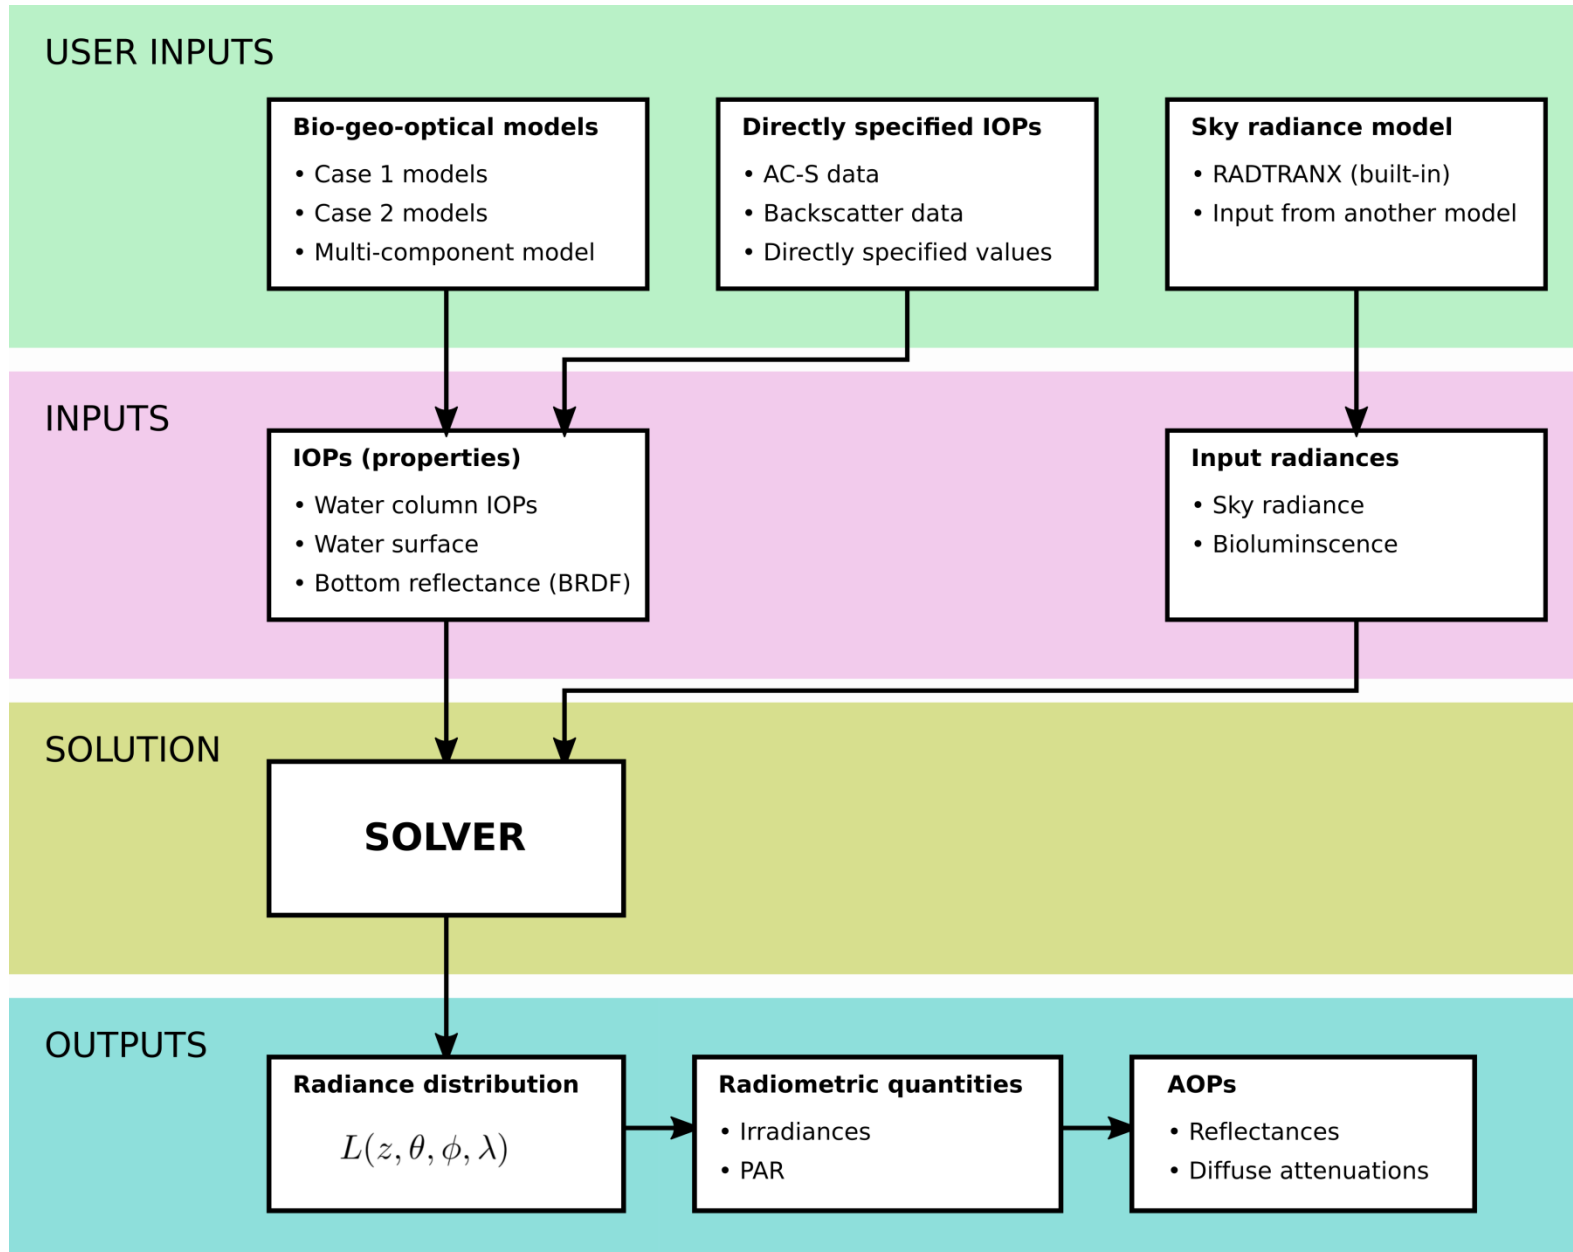 USER INPUTS
Bio-geo-optical models
• Case 1 models
• Case 2 models
• Multi-component model
Directly specified IOPs
• AC-S data
• Backscatter data
• Directly specified values
Sky radiance model
• RADTRANX (built-in)
• Input from another model
INPUTS
IOPs (properties)
• Water column IOPs
• Water surface
• Bottom reflectance (BRDF)
Input radiances
• Sky radiance
• Bioluminscence
SOLUTION
SOLVER
OUTPUTS
Radiance distribution
L(z, θ, ϕ, λ)
Radiometric quantities
• Irradiances
• PAR
AOPs
• Reflectances
• Diffuse attenuations